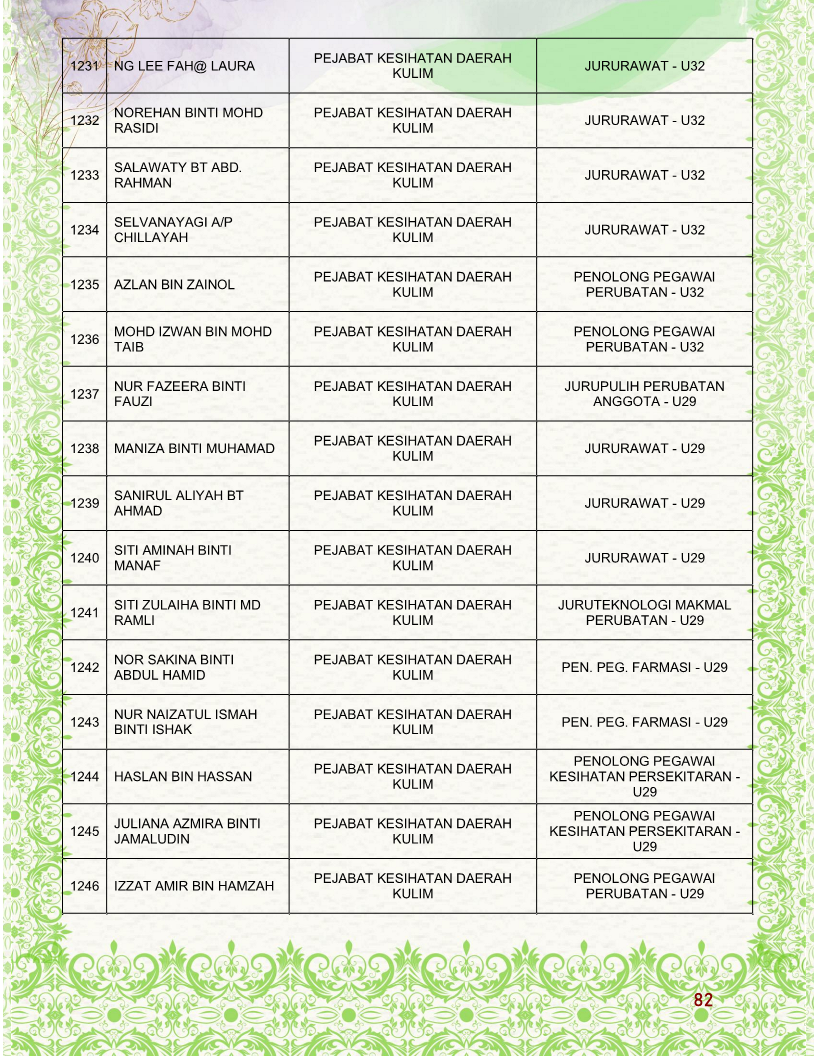 1231 NG LEE FAH@ LAURA PEJABAT KESIHATAN DAERAH
KULIM JURURAWAT - U32
1232 NOREHAN BINTI MOHD
RASIDI PEJABAT KESIHATAN DAERAH
KULIM JURURAWAT - U32
1233 SALAWATY BT ABD.
RAHMAN PEJABAT KESIHATAN DAERAH
KULIM JURURAWAT - U32
1234 SELVANAYAGI A/P
CHILLAYAH PEJABAT KESIHATAN DAERAH
KULIM JURURAWAT - U32
1235 AZLAN BIN ZAINOL PEJABAT KESIHATAN DAERAH
KULIM PENOLONG PEGAWAI
PERUBATAN - U32
1236 MOHD IZWAN BIN MOHD
TAIB PEJABAT KESIHATAN DAERAH
KULIM PENOLONG PEGAWAI
PERUBATAN - U32
1237 NUR FAZEERA BINTI
FAUZI PEJABAT KESIHATAN DAERAH
KULIM JURUPULIH PERUBATAN
ANGGOTA - U29
1238 MANIZA BINTI MUHAMAD PEJABAT KESIHATAN DAERAH
KULIM JURURAWAT - U29
1239 SANIRUL ALIYAH BT
AHMAD PEJABAT KESIHATAN DAERAH
KULIM JURURAWAT - U29
1240 SITI AMINAH BINTI
MANAF PEJABAT KESIHATAN DAERAH
KULIM JURURAWAT - U29
1241 SITI ZULAIHA BINTI MD
RAMLI PEJABAT KESIHATAN DAERAH
KULIM JURUTEKNOLOGI MAKMAL
PERUBATAN - U29
1242 NOR SAKINA BINTI
ABDUL HAMID PEJABAT KESIHATAN DAERAH
KULIM PEN. PEG. FARMASI - U29
1243 NUR NAIZATUL ISMAH
BINTI ISHAK PEJABAT KESIHATAN DAERAH
KULIM PEN. PEG. FARMASI - U29
1244 HASLAN BIN HASSAN PEJABAT KESIHATAN DAERAH
KULIM PENOLONG PEGAWAI
KESIHATAN PERSEKITARAN -
U29
1245 JULIANA AZMIRA BINTI
JAMALUDIN PEJABAT KESIHATAN DAERAH
KULIM PENOLONG PEGAWAI
KESIHATAN PERSEKITARAN -
U29
1246 IZZAT AMIR BIN HAMZAH PEJABAT KESIHATAN DAERAH
KULIM PENOLONG PEGAWAI
PERUBATAN - U29
82